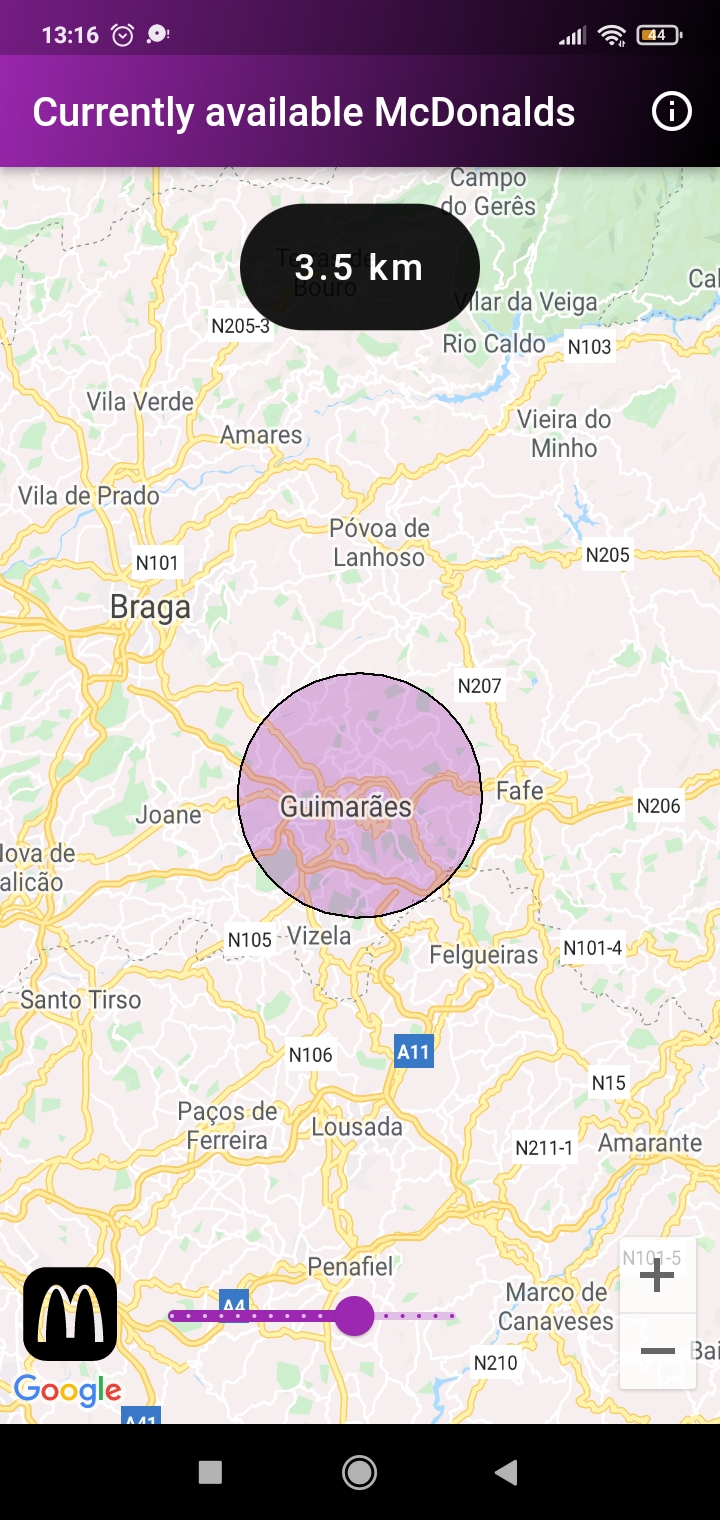 13:16
44
Currently available McDonalds
Campo
do Gerês
Terras de
Bouro
3.5 km
Cal
Vilar da Veiga
N205-3
Rio Caldo
N103
Vila Verde
Vieira do
Minho
Amares
Vila de Prado
Póvoa de
Lanhoso
N101
N205
Braga
N207
Fafe
Guimarães
N206
Joane
Nova de
alicão
N105
Vizela
Felgueiras
N101-4
Santo Tirso
N106
A11
N15
Paços de
Ferreira
Lousada
N211-1
Amarante
N101-5
Penafiel
Marco de
Canaveses
A4
N210
Bai
Google
A41